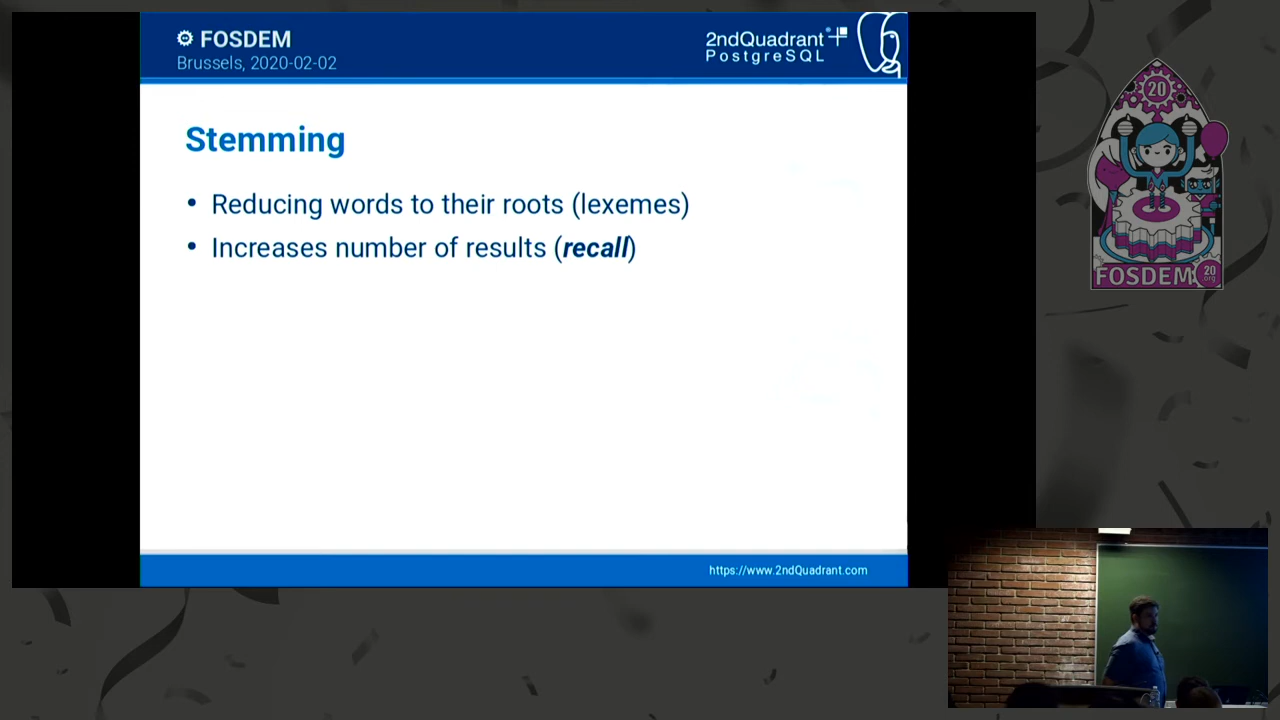 FOSDEM
Brussels, 2020-02-02
2ndQuadrant
PostgreSQL
Stemming
• Reducing words to their roots (lexemes)
• Increases number of results (recall)
https://www.2ndQuadrant.com
20
FOSDEM
20
.org